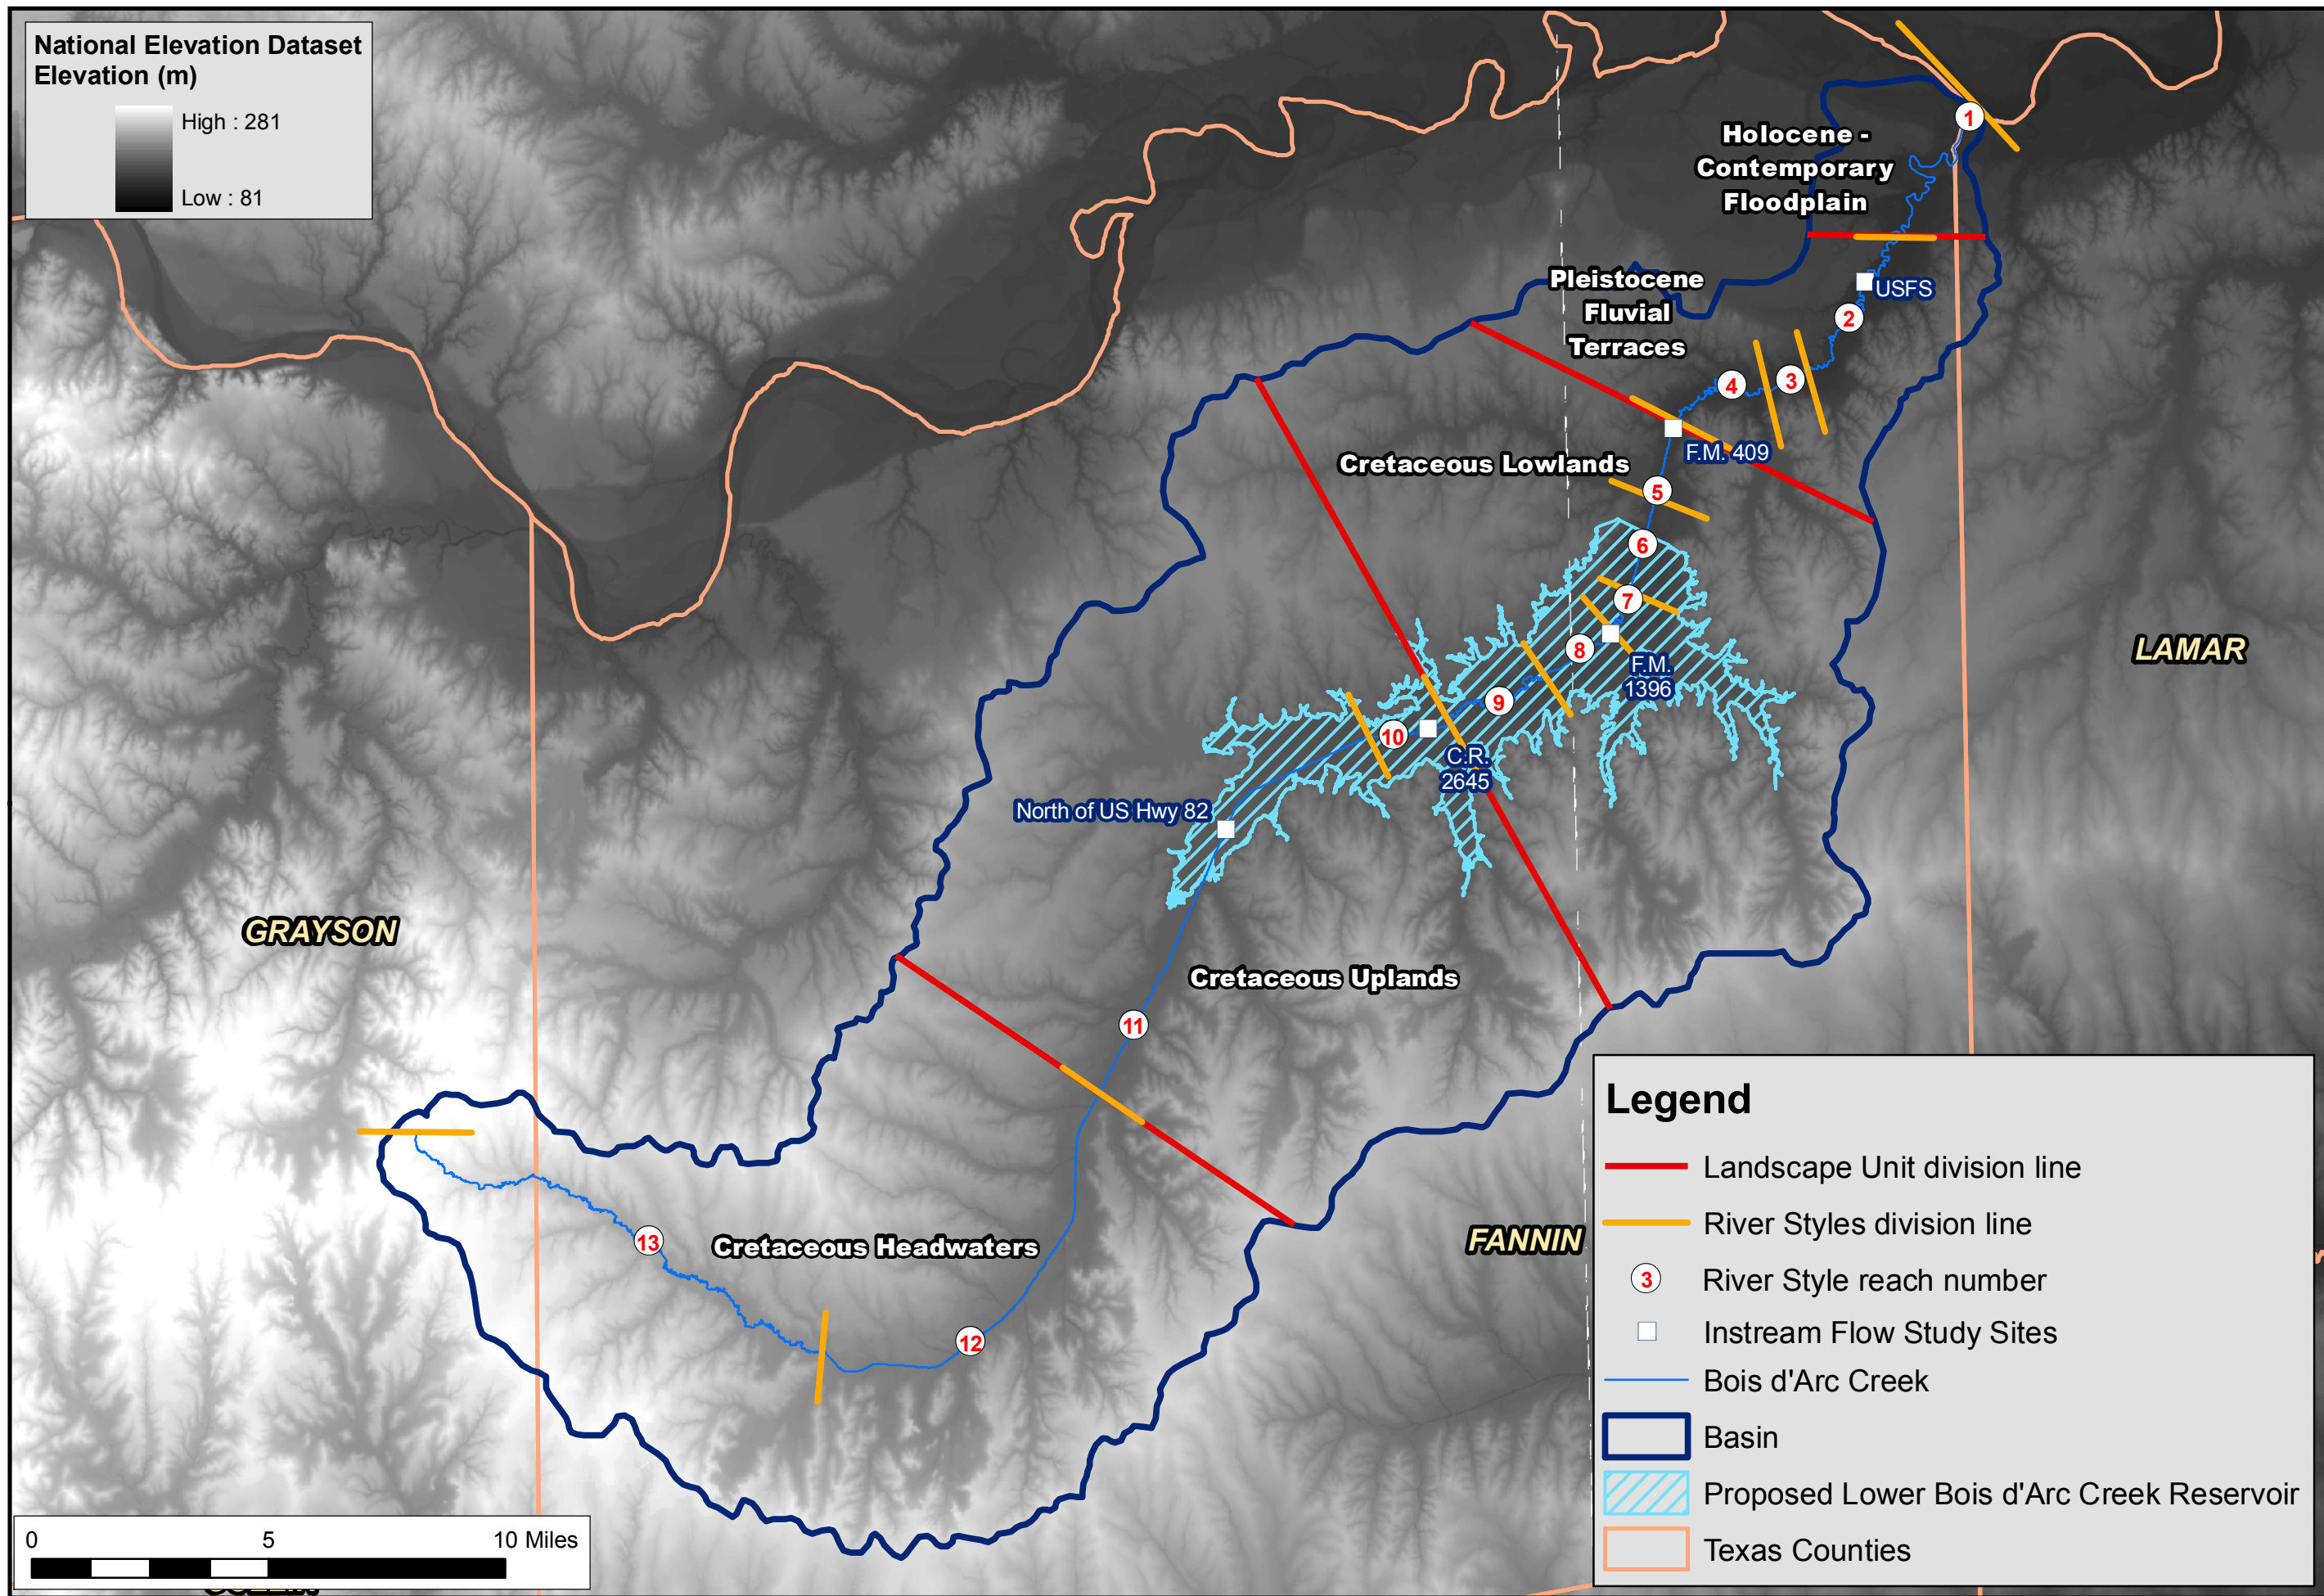 National Elevation Dataset
Elevation (m)
High : 281
Low : 81
1
Holocene -
Contemporary
Floodplain
Pleistocene
Fluvial
Terraces
USFS
2
3
4
F.M. 409
Cretaceous Lowlands
5
6
7
8
F.M.
1396
LAMAR
9
10
C.R.
2645
North of US Hwy 82
GRAYSON
Cretaceous Uplands
11
13
Cretaceous Headwaters
12
FANNIN
Legend
Landscape Unit division line
River Styles division line
3 River Style reach number
Instream Flow Study Sites
Bois d'Arc Creek
Basin
Proposed Lower Bois d'Arc Creek Reservoir
Texas Counties
0 5 10 Miles